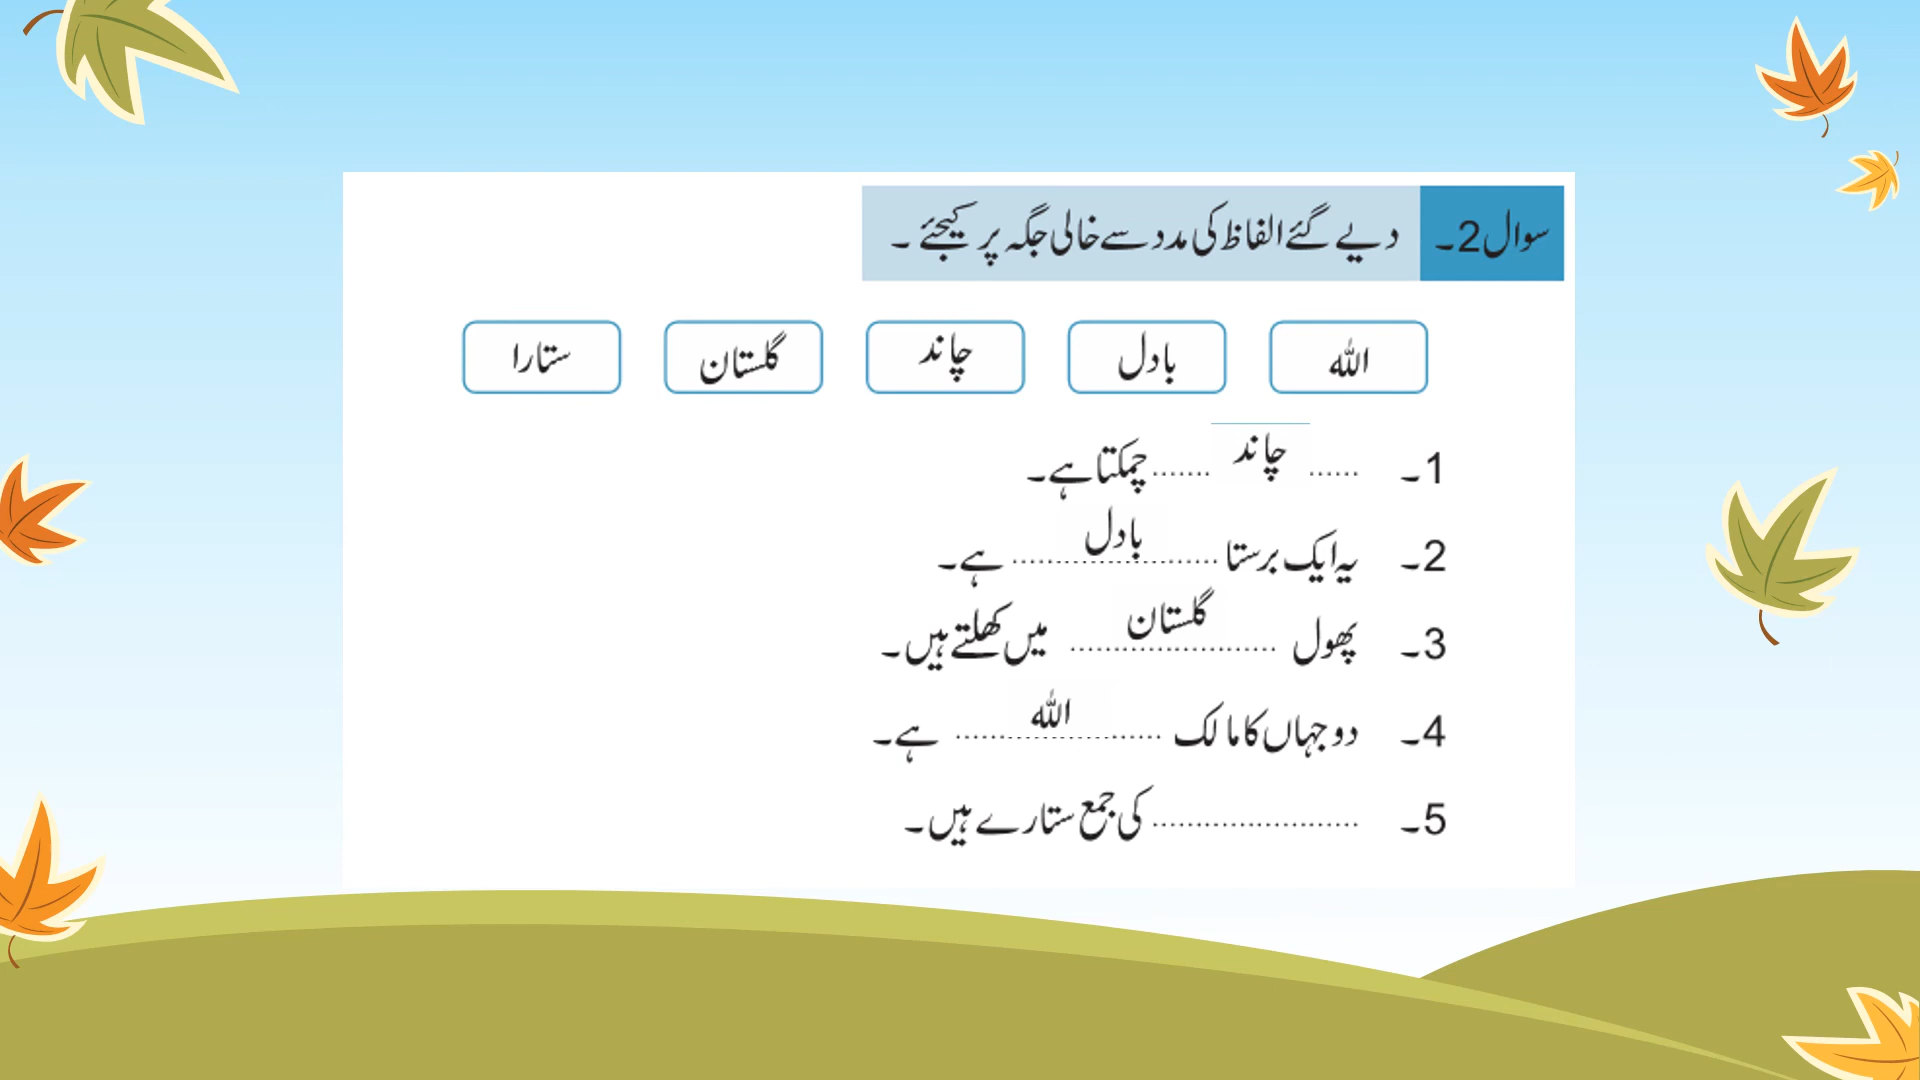 سوال 2۔ دیے گئے الفاظ کی مدد سے خالی جگہ پر کیجئے ۔
اللہ بادل چاند گلستان ستارا
1۔ ...... چاند ....... چمکتا ہے۔
2۔ یہ ایک برستا ...... بادل ...... ہے۔
3۔ پھول ...... گلستان ...... میں کھلتے ہیں۔
4۔ دو جہاں کا مالک ...... اللہ ...... ہے۔
5۔ ........................ کی جمع ستارے ہیں۔